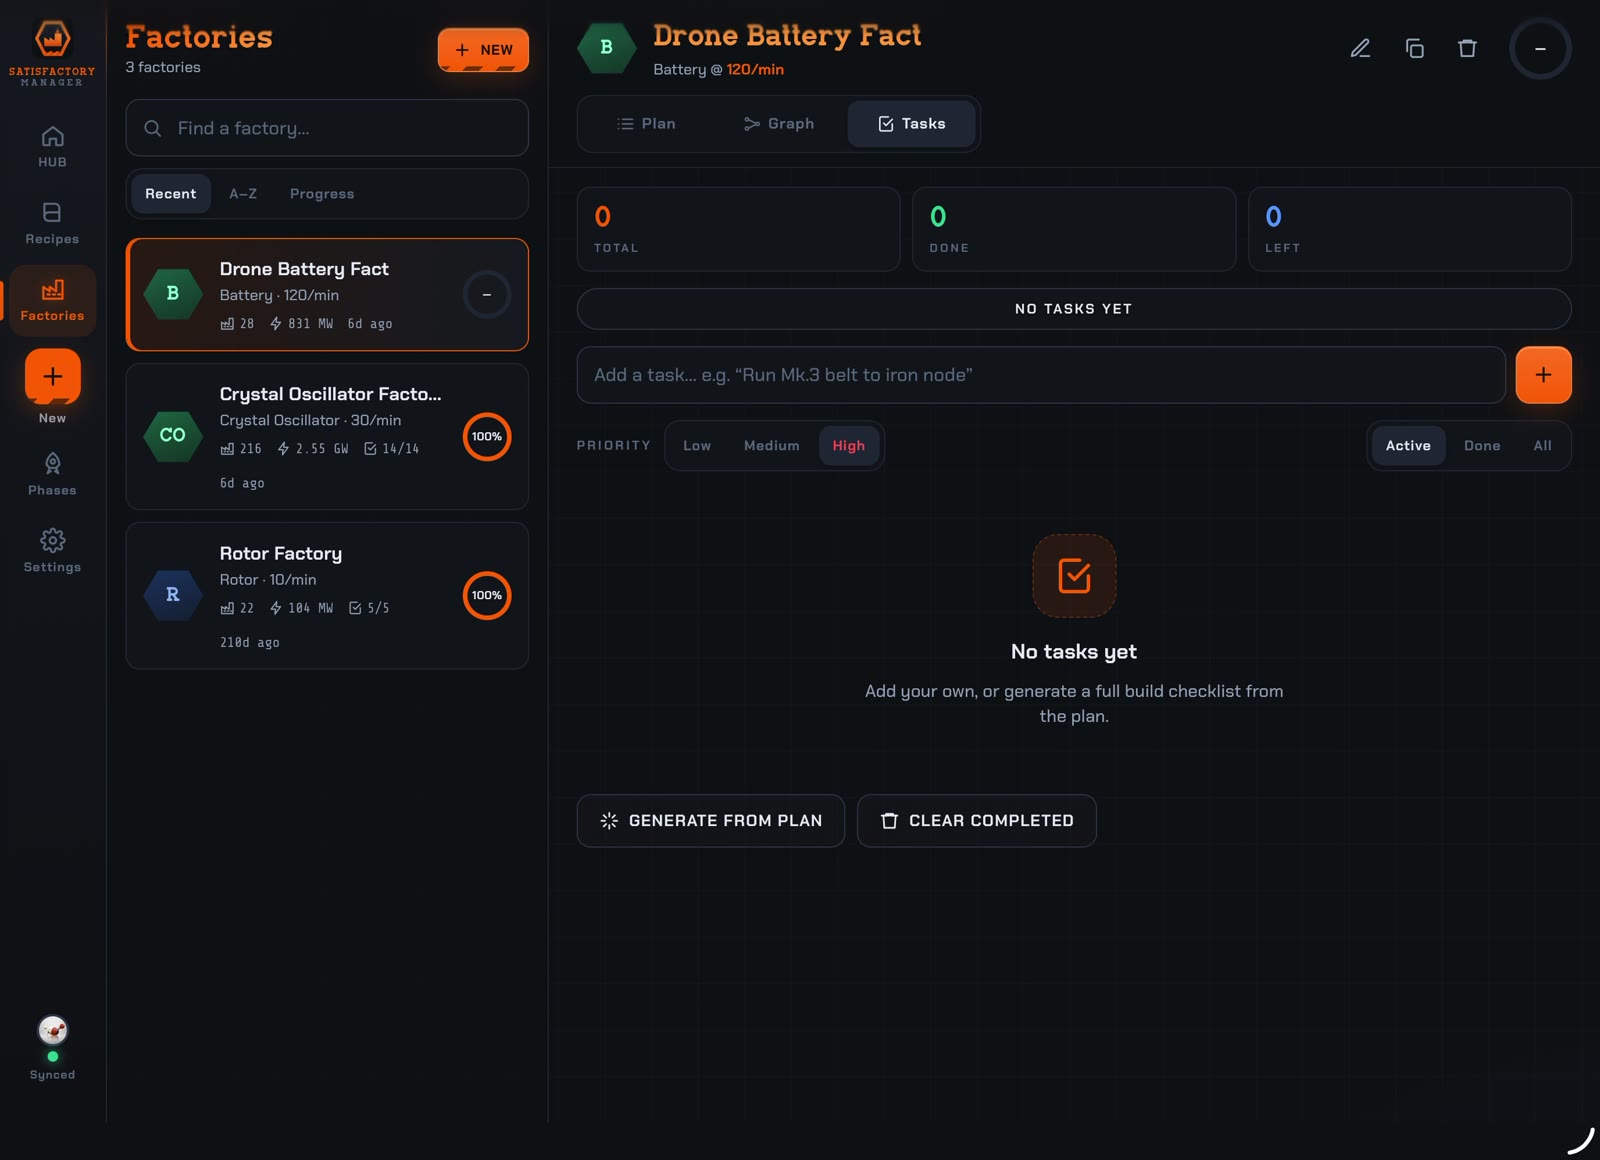 SATISFACTORY
MANAGER
HUB
Recipes
Factories
New
Phases
Settings
Synced
Factories
3 factories
NEW
Find a factory...
Recent
A–Z
Progress
B
Drone Battery Fact
Battery · 120/min
28
831 MW
6d ago
–
CO
Crystal Oscillator Facto...
Crystal Oscillator · 30/min
216
2.55 GW
14/14
6d ago
100%
R
Rotor Factory
Rotor · 10/min
22
104 MW
5/5
210d ago
100%
B
Drone Battery Fact
Battery @ 120/min
–
Plan
Graph
Tasks
0
TOTAL
0
DONE
0
LEFT
NO TASKS YET
Add a task... e.g. “Run Mk.3 belt to iron node”
PRIORITY
Low
Medium
High
Active
Done
All
No tasks yet
Add your own, or generate a full build checklist from
the plan.
GENERATE FROM PLAN
CLEAR COMPLETED